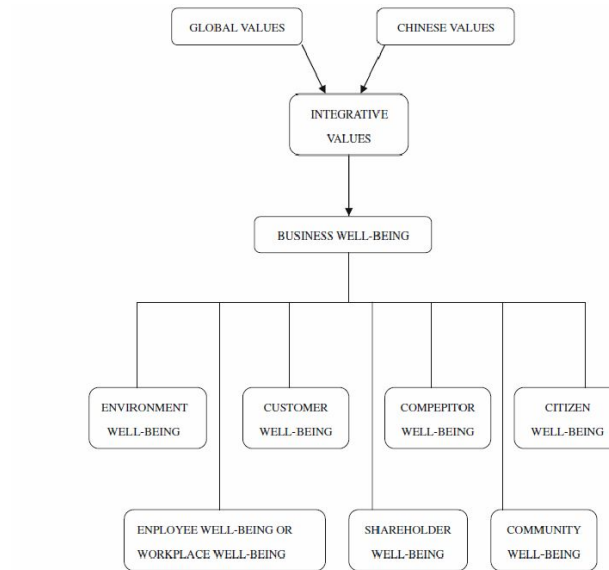 GLOBAL VALUES
CHINESE VALUES
INTEGRATIVE
VALUES
BUSINESS WELL-BEING
ENVIRONMENT
WELL-BEING
CUSTOMER
WELL-BEING
COMPEPITOR
WELL-BEING
CITIZEN
WELL-BEING
ENPLOYEE WELL-BEING OR
WORKPLACE WELL-BEING
SHAREHOLDER
WELL-BEING
COMMUNITY
WELL-BEING